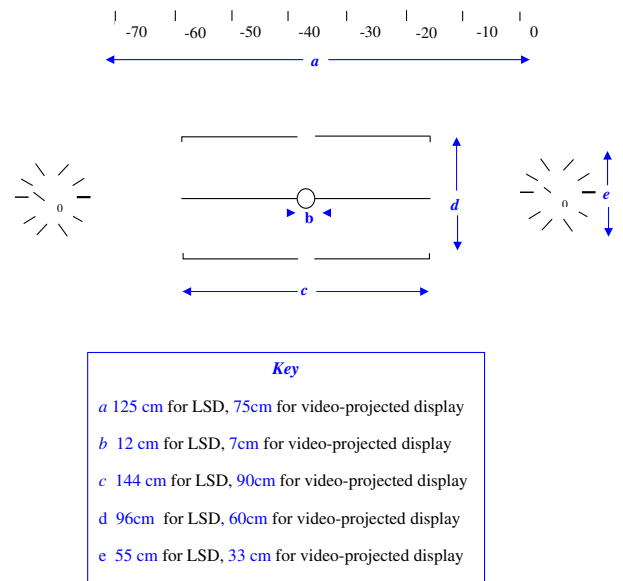 -70 -60 -50 -40 -30 -20 -10 0
a
0
b
d
0
e
c
Key
a 125 cm for LSD, 75cm for video-projected display
b 12 cm for LSD, 7cm for video-projected display
c 144 cm for LSD, 90cm for video-projected display
d 96cm for LSD, 60cm for video-projected display
e 55 cm for LSD, 33 cm for video-projected display